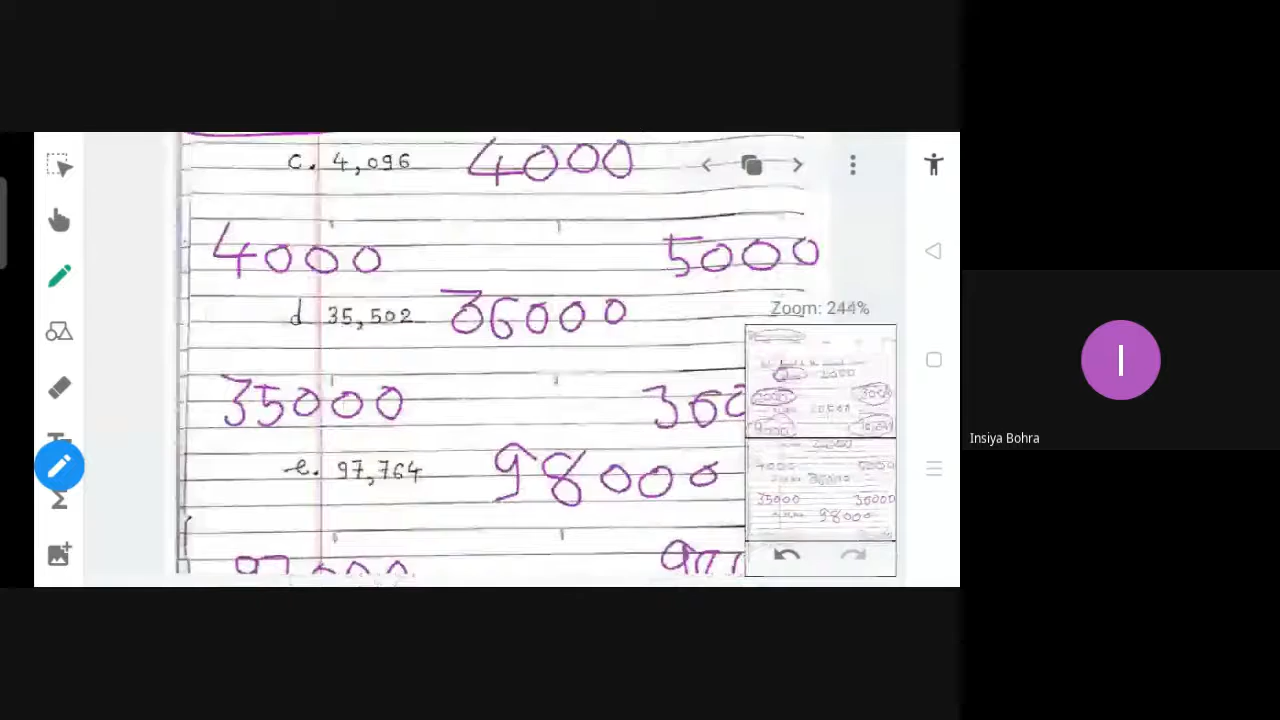 c. 4,096 4000
4000 5000
d 35,502 36000
Zoom: 244%
35000
e. 97,764 98000
Insiya Bohra
I